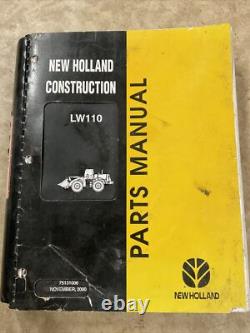 NEW HOLLAND
CONSTRUCTION
LW110
PARTS MANUAL
75131006
NOVEMBER, 2000
NEW HOLLAND